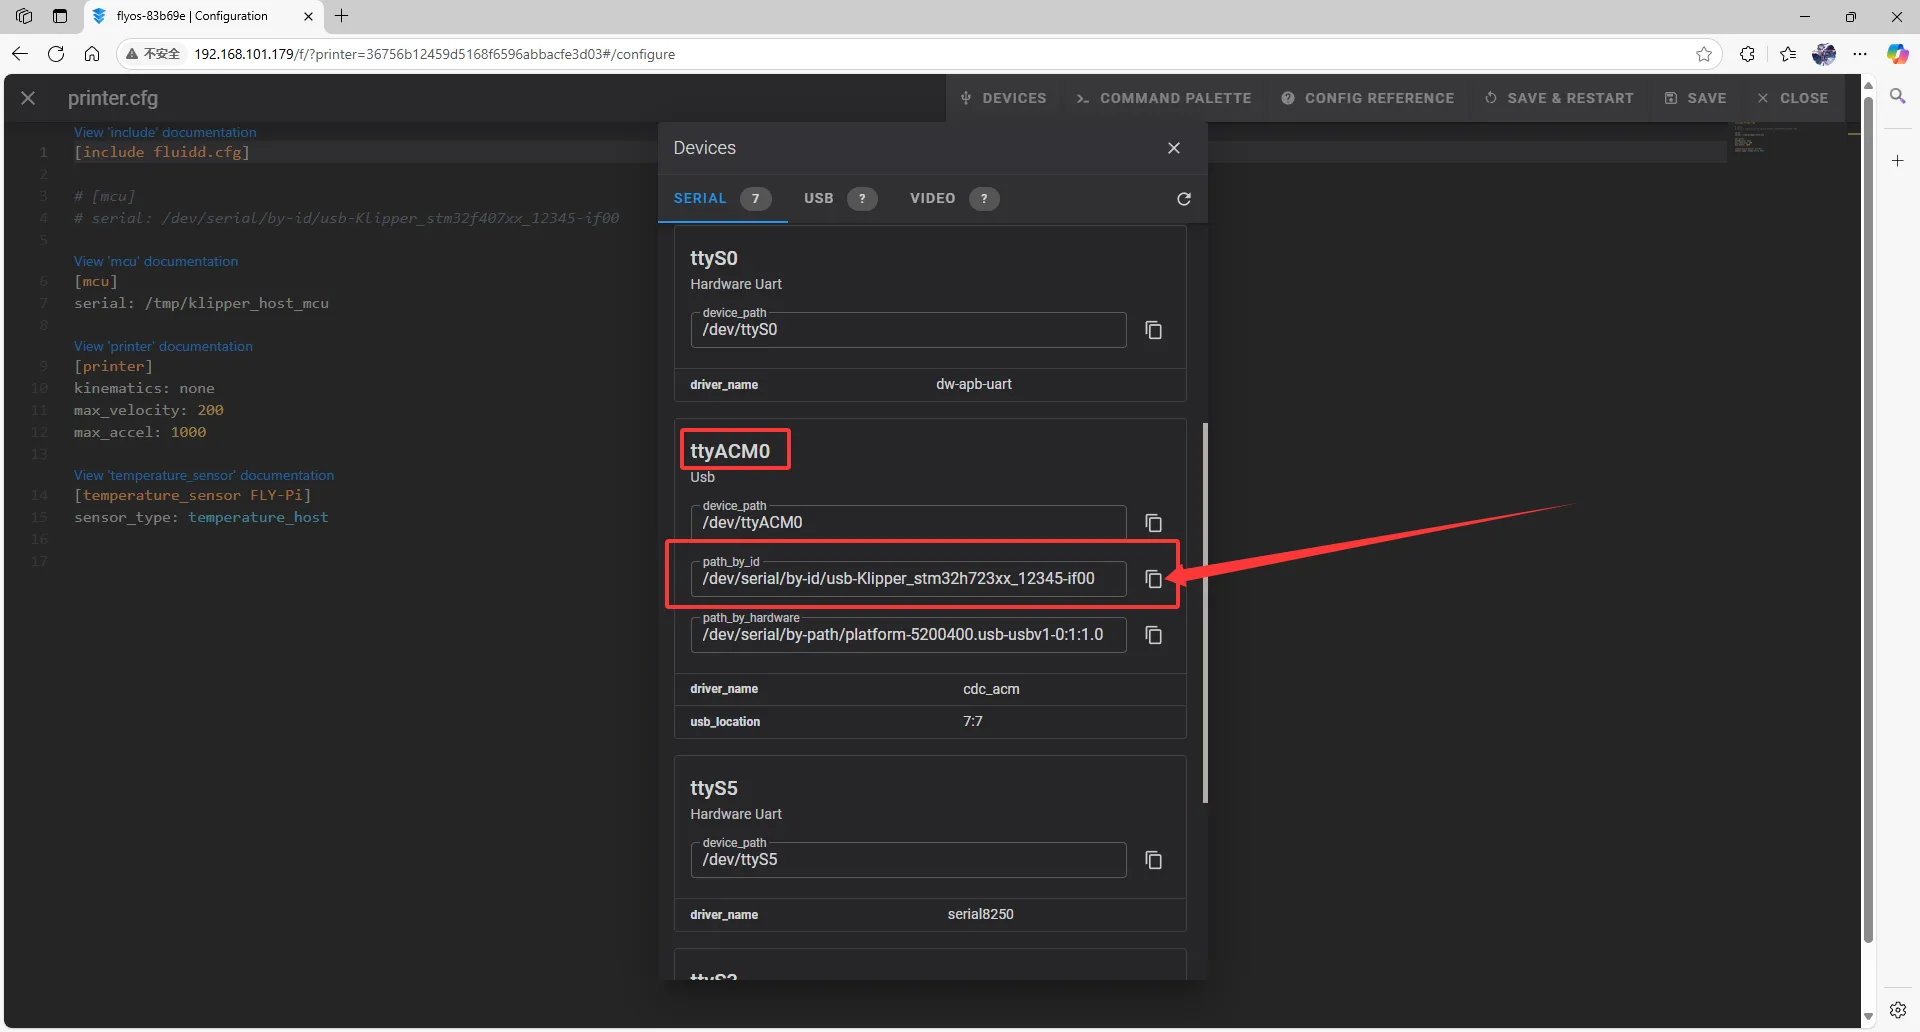 flyos-83b69e | Configuration
不安全
192.168.101.179/f/?printer=36756b12459d5168f6596abbacfe3d03#/configure
printer.cfg
DEVICES
COMMAND PALETTE
CONFIG REFERENCE
SAVE & RESTART
SAVE
CLOSE
View 'include' documentation
1 [include fluidd.cfg]
2
3 # [mcu]
4 # serial: /dev/serial/by-id/usb-Klipper_stm32f407xx_12345-if00
5
View 'mcu' documentation
6 [mcu]
7 serial: /tmp/klipper_host_mcu
8
View 'printer' documentation
9 [printer]
10 kinematics: none
11 max_velocity: 200
12 max_accel: 1000
13
View 'temperature_sensor' documentation
14 [temperature_sensor FLY-Pi]
15 sensor_type: temperature_host
16
17
Devices
SERIAL 7
USB ?
VIDEO ?
ttyS0
Hardware Uart
device_path
/dev/ttyS0
driver_name dw-apb-uart
ttyACM0
Usb
device_path
/dev/ttyACM0
path_by_id
/dev/serial/by-id/usb-Klipper_stm32h723xx_12345-if00
path_by_hardware
/dev/serial/by-path/platform-5200400.usb-usbv1-0:1:1.0
driver_name cdc_acm
usb_location 7:7
ttyS5
Hardware Uart
device_path
/dev/ttyS5
driver_name serial8250